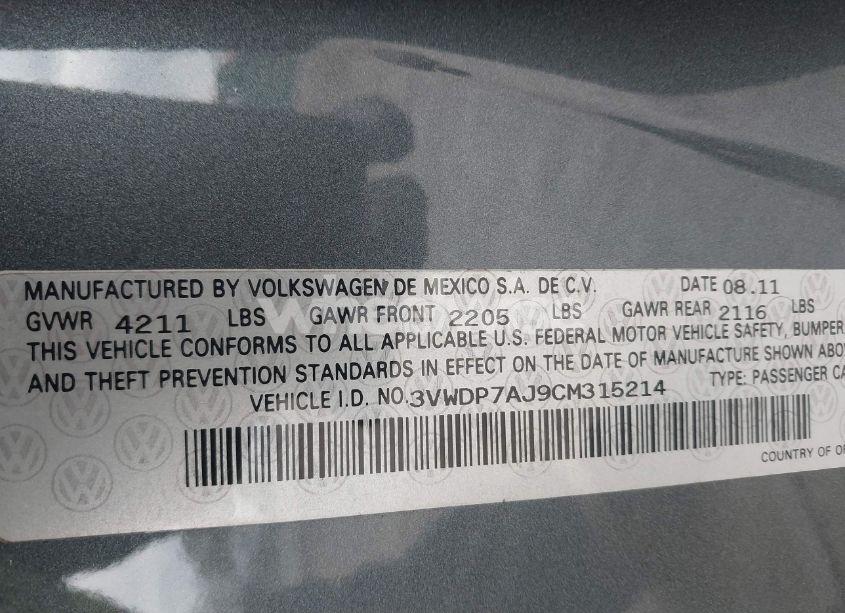 MANUFACTURED BY VOLKSWAGEN DE MEXICO S.A. DE C.V. DATE 08.11
GVWR 4211 LBS GAWR FRONT 2205 LBS GAWR REAR 2116 LBS
THIS VEHICLE CONFORMS TO ALL APPLICABLE U.S. FEDERAL MOTOR VEHICLE SAFETY, BUMPER
AND THEFT PREVENTION STANDARDS IN EFFECT ON THE DATE OF MANUFACTURE SHOWN
VEHICLE I.D. NO.3VWDP7AJ9CM315214 TYPE: PASSENGER
COUNTRY OF